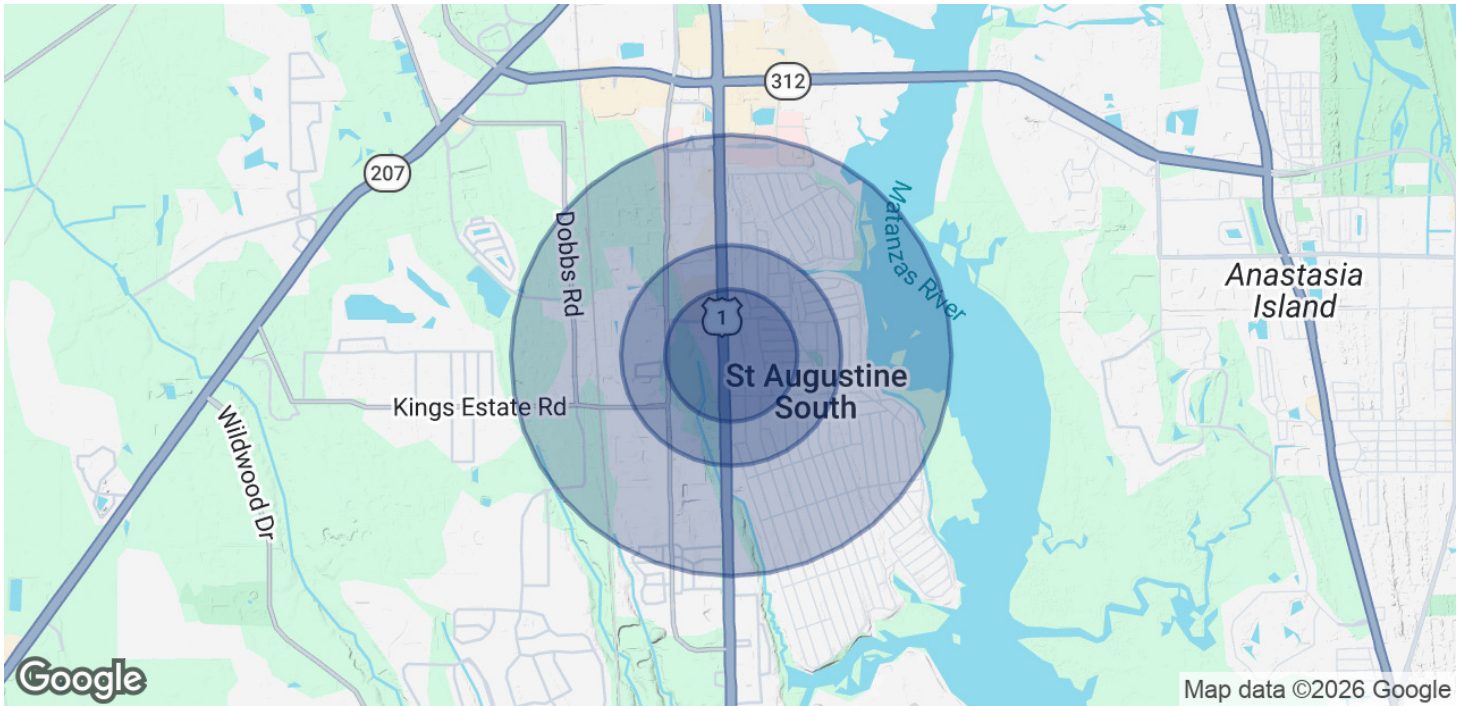 312
207
Matanzas River
Dobbs Rd
Anastasia
Island
1
St Augustine
South
Kings Estate Rd
Wildwood Dr
Google
Map data ©2026 Google